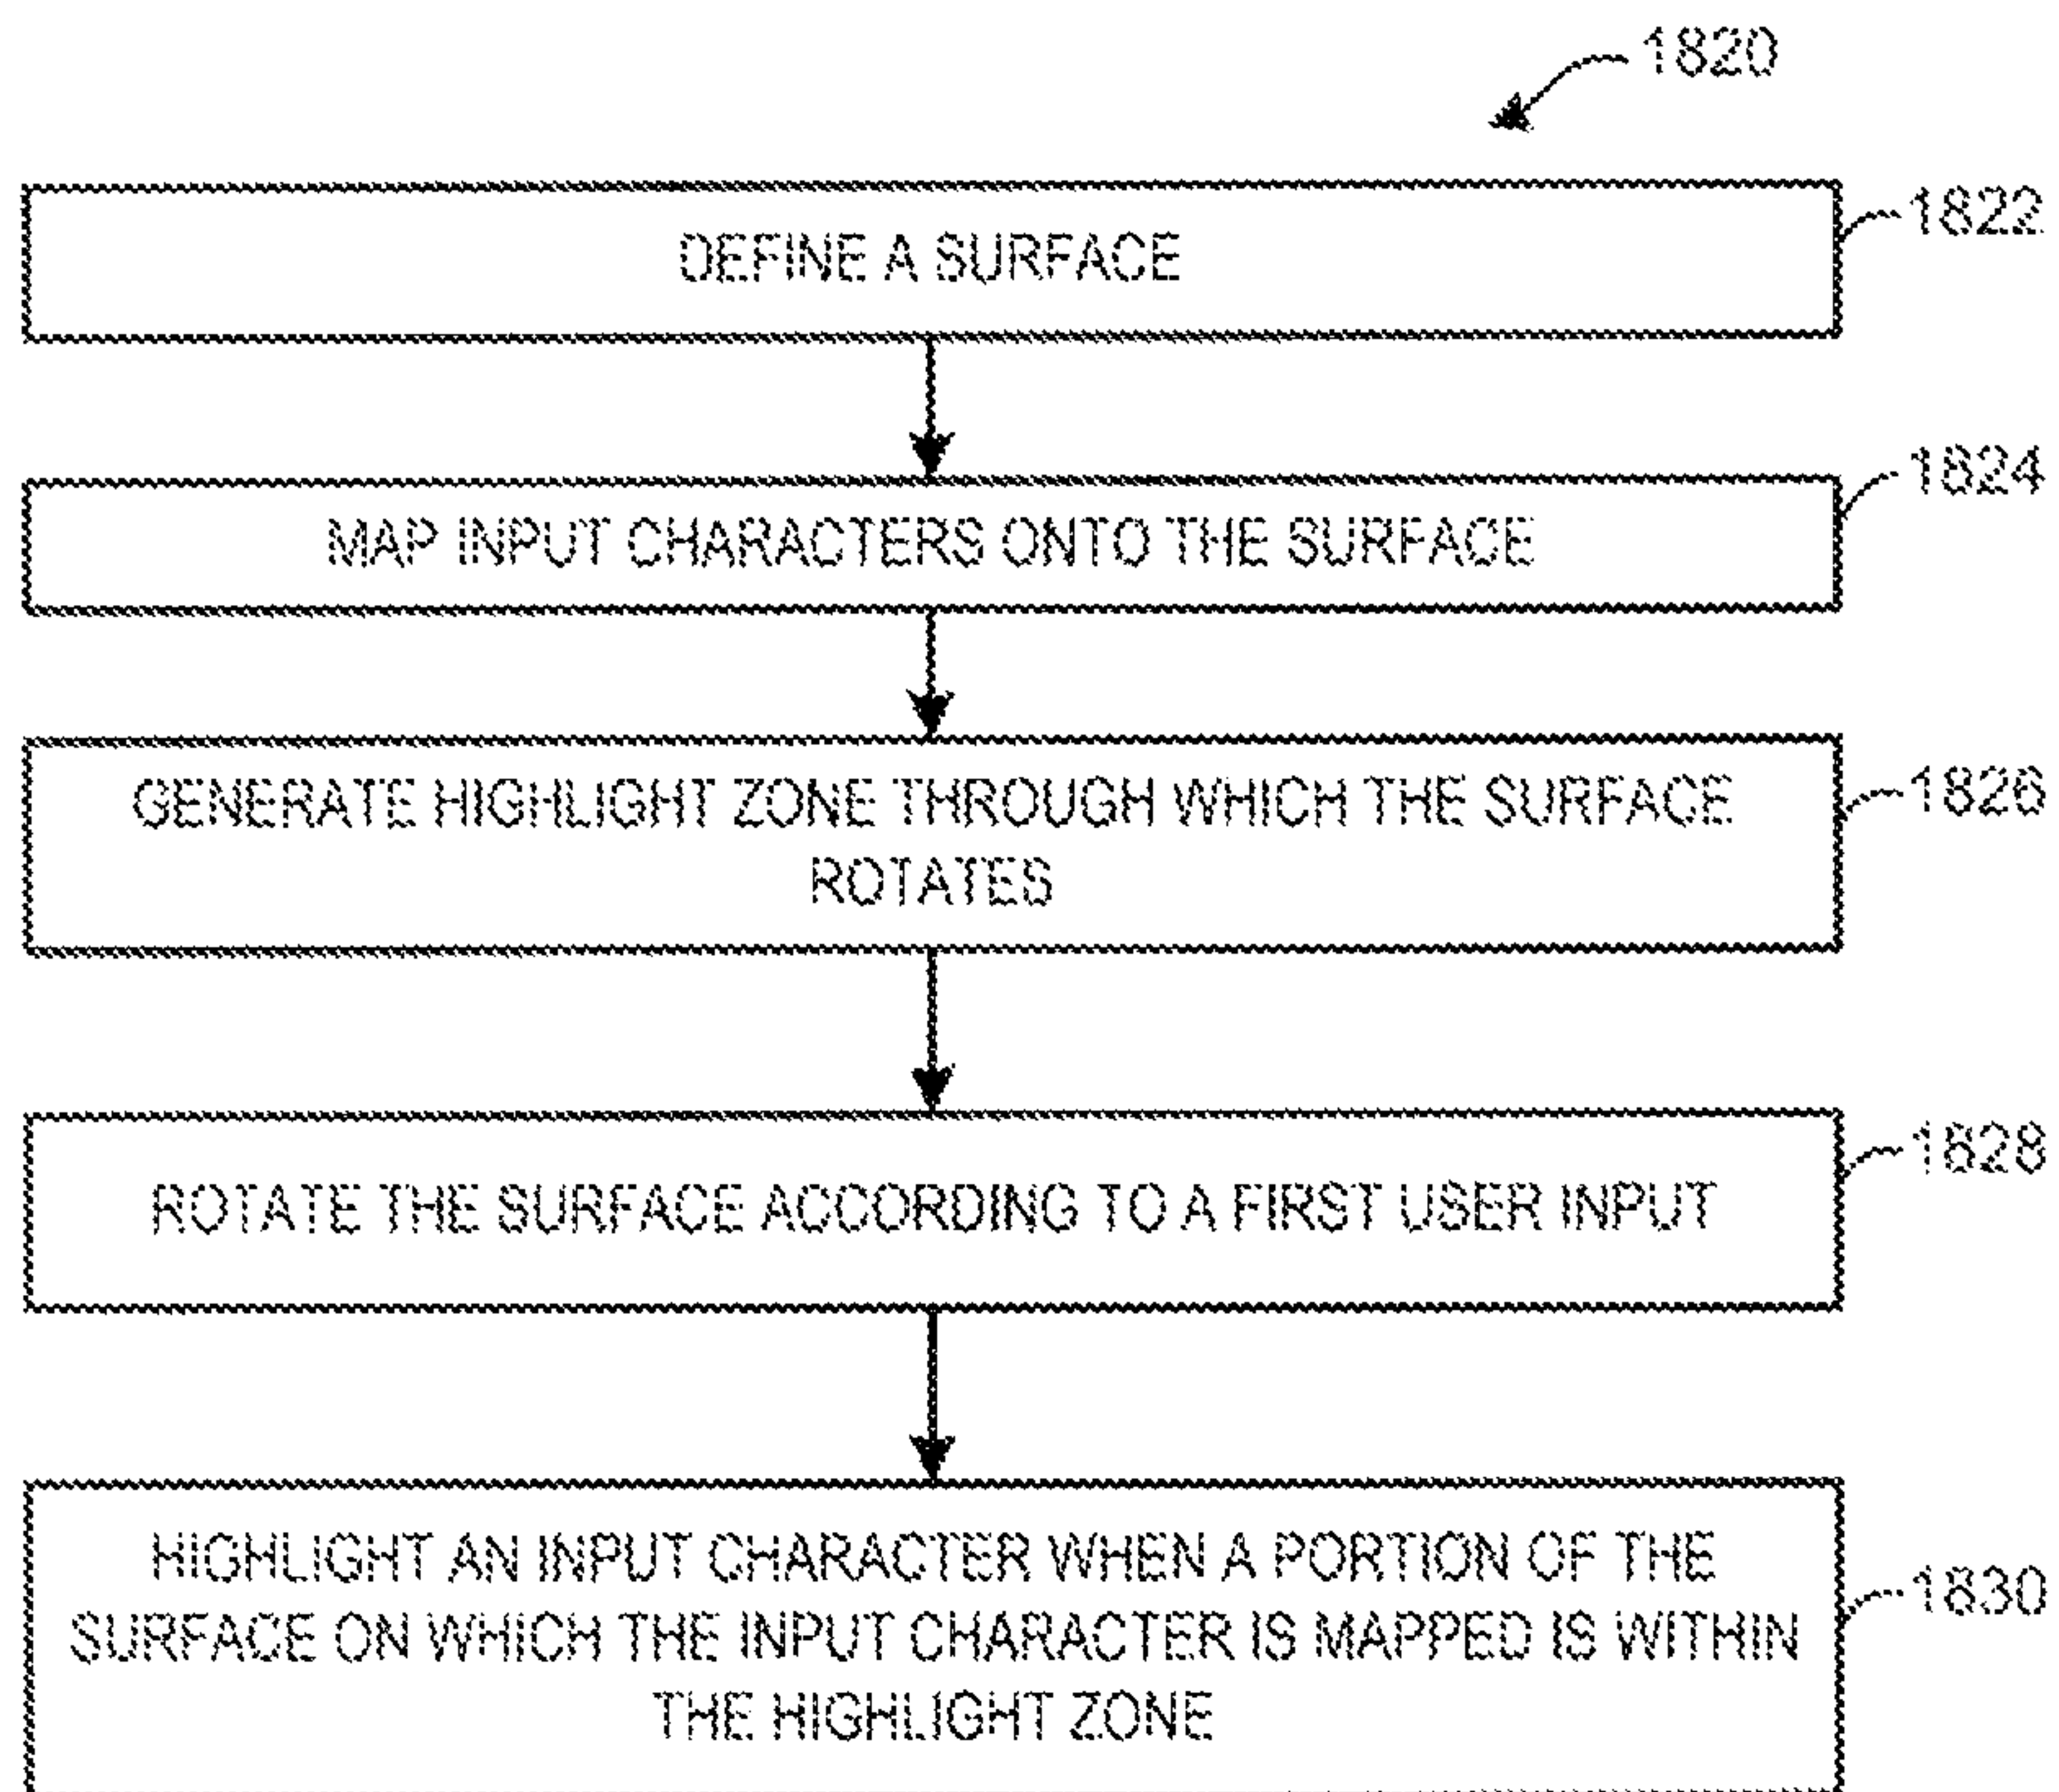 1820
DEFINE A SURFACE
1822
MAP INPUT CHARACTERS ONTO THE SURFACE
1824
GENERATE HIGHLIGHT ZONE THROUGH WHICH THE SURFACE
ROTATES
1826
ROTATE THE SURFACE ACCORDING TO A FIRST USER INPUT
1828
HIGHLIGHT AN INPUT CHARACTER WHEN A PORTION OF THE
SURFACE ON WHICH THE INPUT CHARACTER IS MAPPED IS WITHIN
THE HIGHLIGHT ZONE
1830